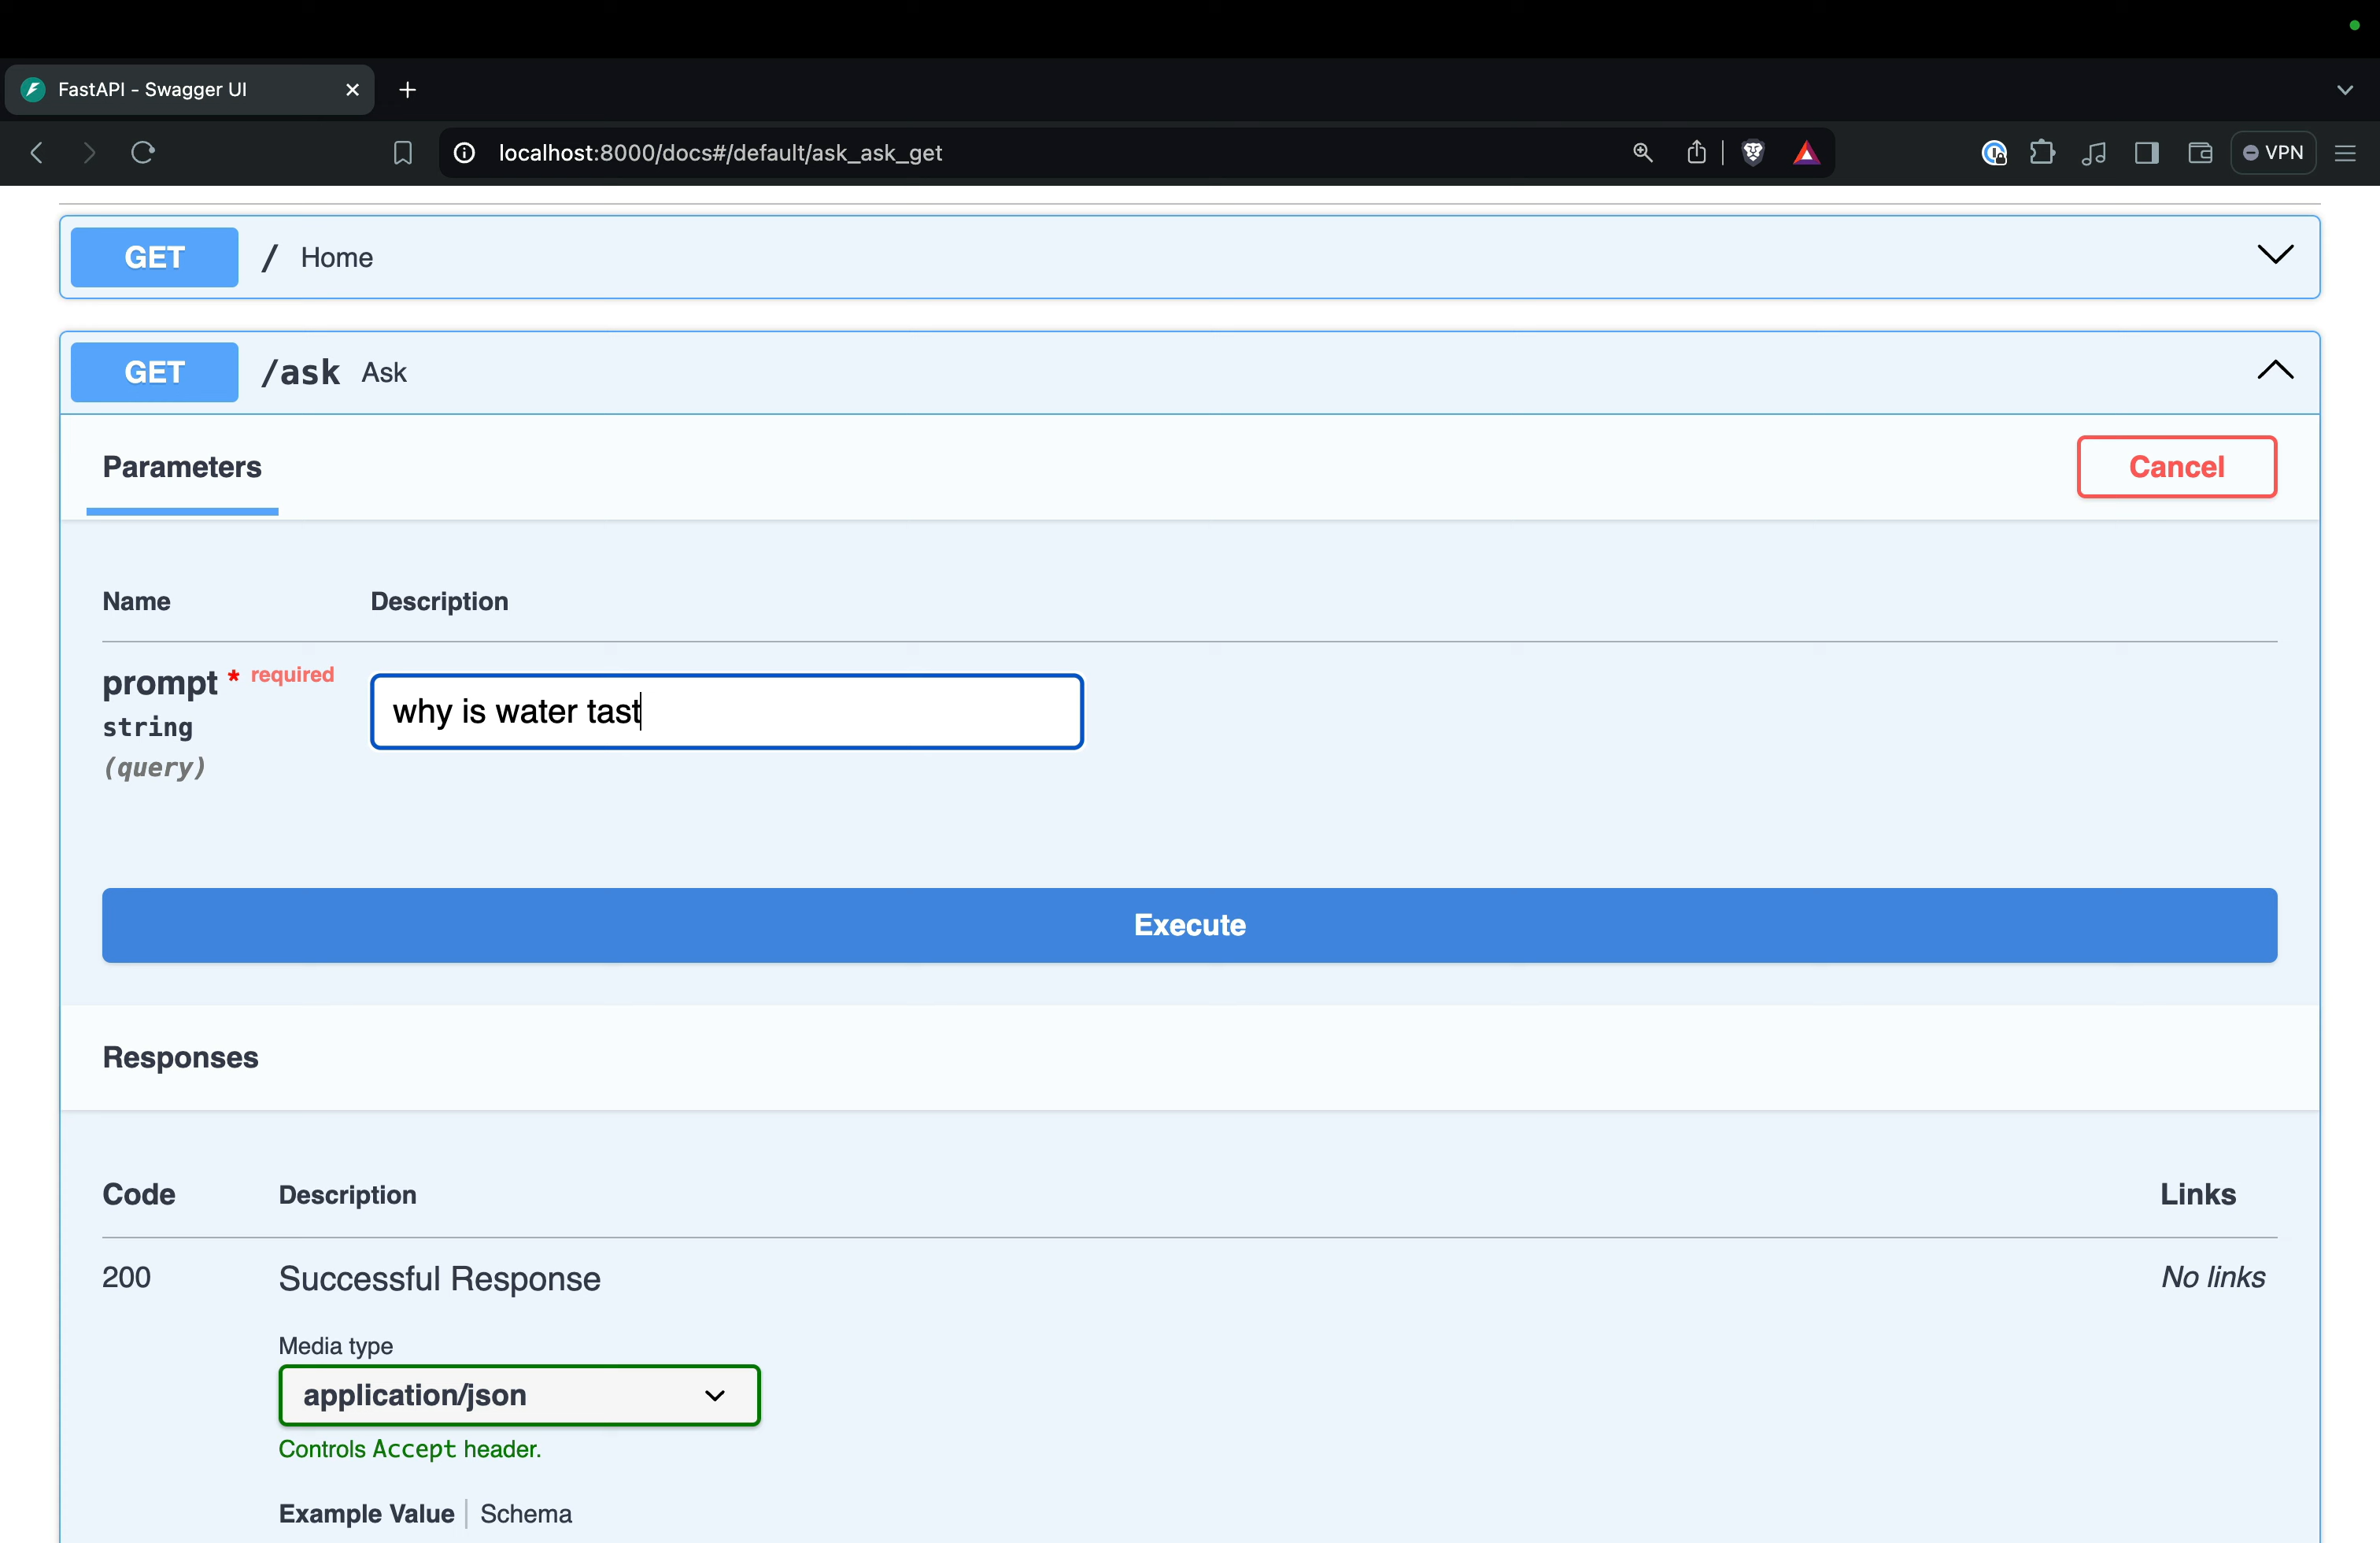 FastAPI - Swagger UI
localhost:8000/docs#/default/ask_ask_get
VPN
GET / Home
GET /ask Ask
Parameters
Cancel
Name Description
prompt * required
string
(query)
why is water tast
Execute
Responses
Code Description Links
200 Successful Response No links
Media type
application/json
Controls Accept header.
Example Value | Schema